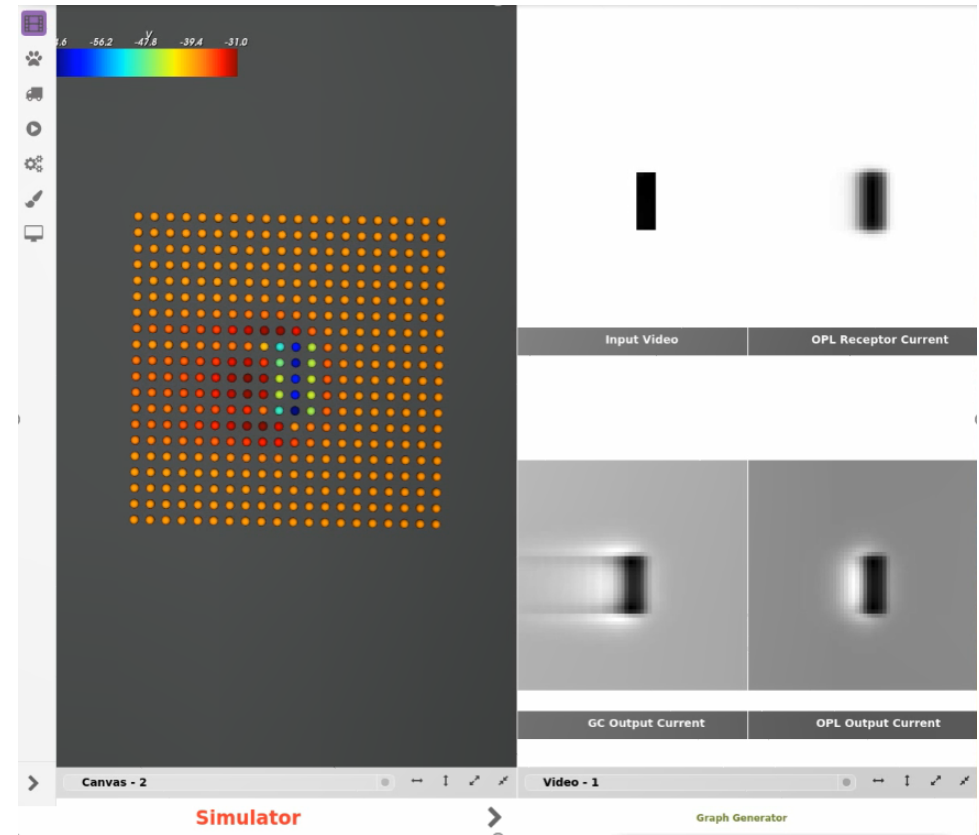 V
.6 -56.2 -47.8 -39.4 -31.0
Input Video
OPL Receptor Current
GC Output Current
OPL Output Current
Canvas - 2
Video - 1
Simulator
Graph Generator